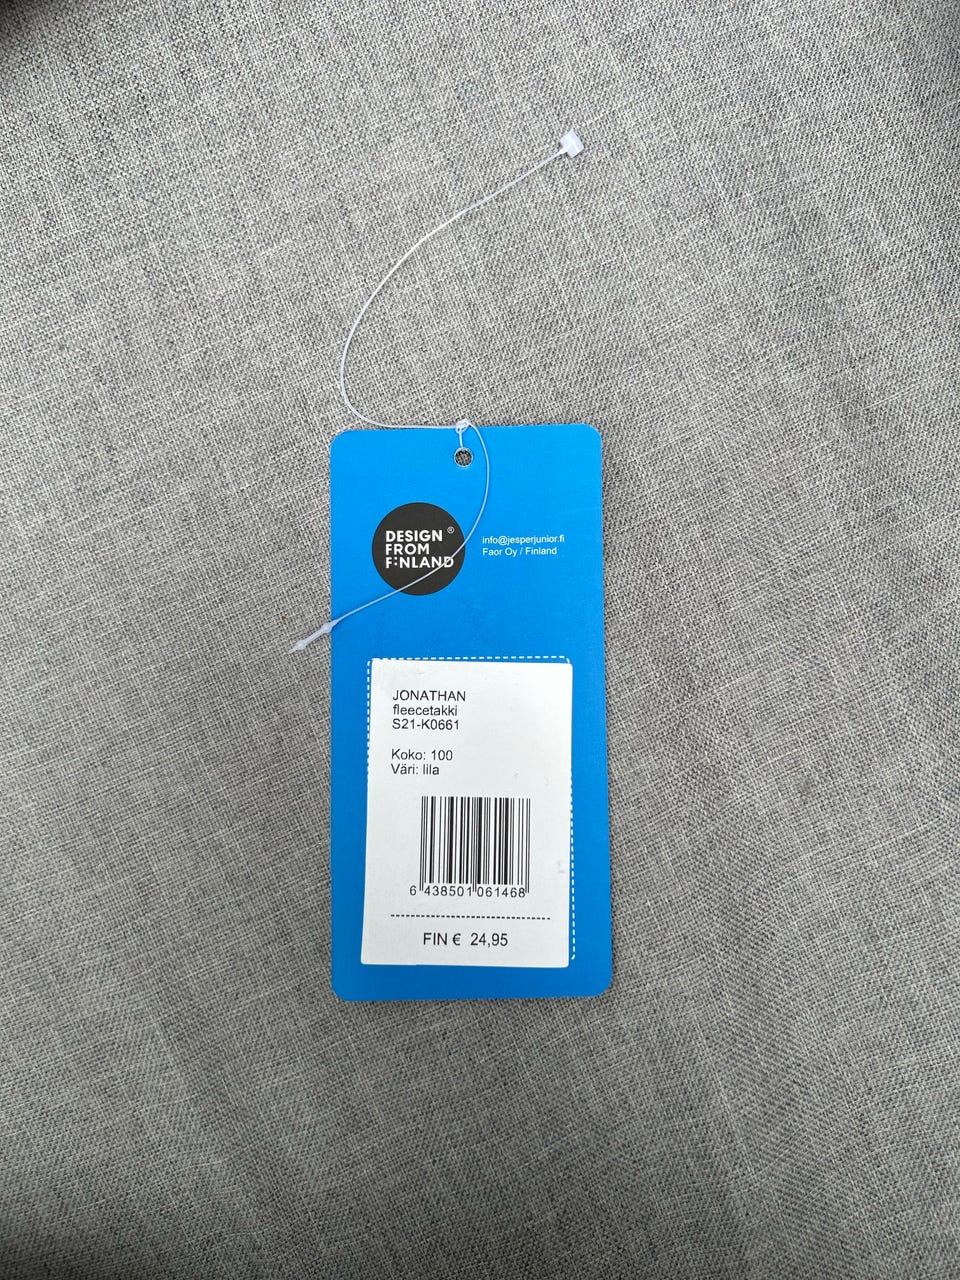 DESIGN ®
FROM
FINLAND
info@jesperjunior.fi
Faor Oy / Finland
JONATHAN
fleecetakki
S21-K0661
Koko: 100
Väri: lila
6 438501 061468
FIN € 24,95